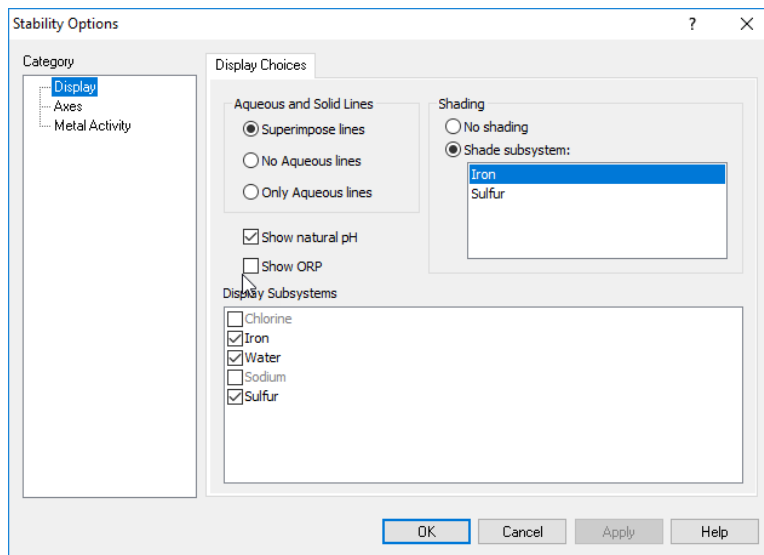 Stability Options
?
Category
Display
Axes
Metal Activity
Display Choices
Aqueous and Solid Lines
Superimpose lines
No Aqueous lines
Only Aqueous lines
Shading
No shading
Shade subsystem:
Iron
Sulfur
Show natural pH
Show ORP
Display Subsystems
Chlorine
Iron
Water
Sodium
Sulfur
OK
Cancel
Apply
Help